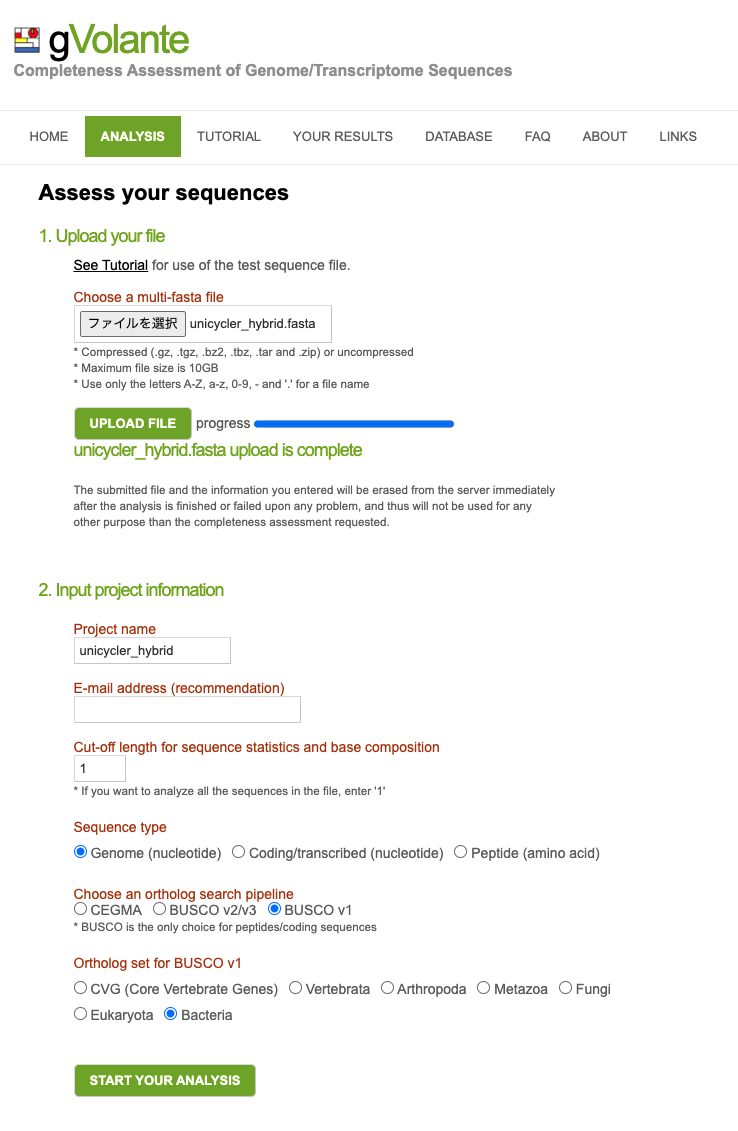 gVolante
Completeness Assessment of Genome/Transcriptome Sequences
HOME ANALYSIS TUTORIAL YOUR RESULTS DATABASE FAQ ABOUT LINKS
Assess your sequences
1. Upload your file
See Tutorial for use of the test sequence file.
Choose a multi-fasta file
ファイルを選択 unicycler_hybrid.fasta
* Compressed (.gz, .tgz, .bz2, .tbz, .tar and .zip) or uncompressed
* Maximum file size is 10GB
* Use only the letters A-Z, a-z, 0-9, - and '.' for a file name
UPLOAD FILE progress
unicycler_hybrid.fasta upload is complete
The submitted file and the information you entered will be erased from the server immediately
after the analysis is finished or failed upon any problem, and thus will not be used for any
other purpose than the completeness assessment requested.
2. Input project information
Project name
unicycler_hybrid
E-mail address (recommendation)
Cut-off length for sequence statistics and base composition
1
* If you want to analyze all the sequences in the file, enter '1'
Sequence type
Genome (nucleotide) Coding/transcribed (nucleotide) Peptide (amino acid)
Choose an ortholog search pipeline
CEGMA BUSCO v2/v3 BUSCO v1
* BUSCO is the only choice for peptides/coding sequences
Ortholog set for BUSCO v1
CVG (Core Vertebrate Genes) Vertebrata Arthropoda Metazoa Fungi
Eukaryota Bacteria
START YOUR ANALYSIS